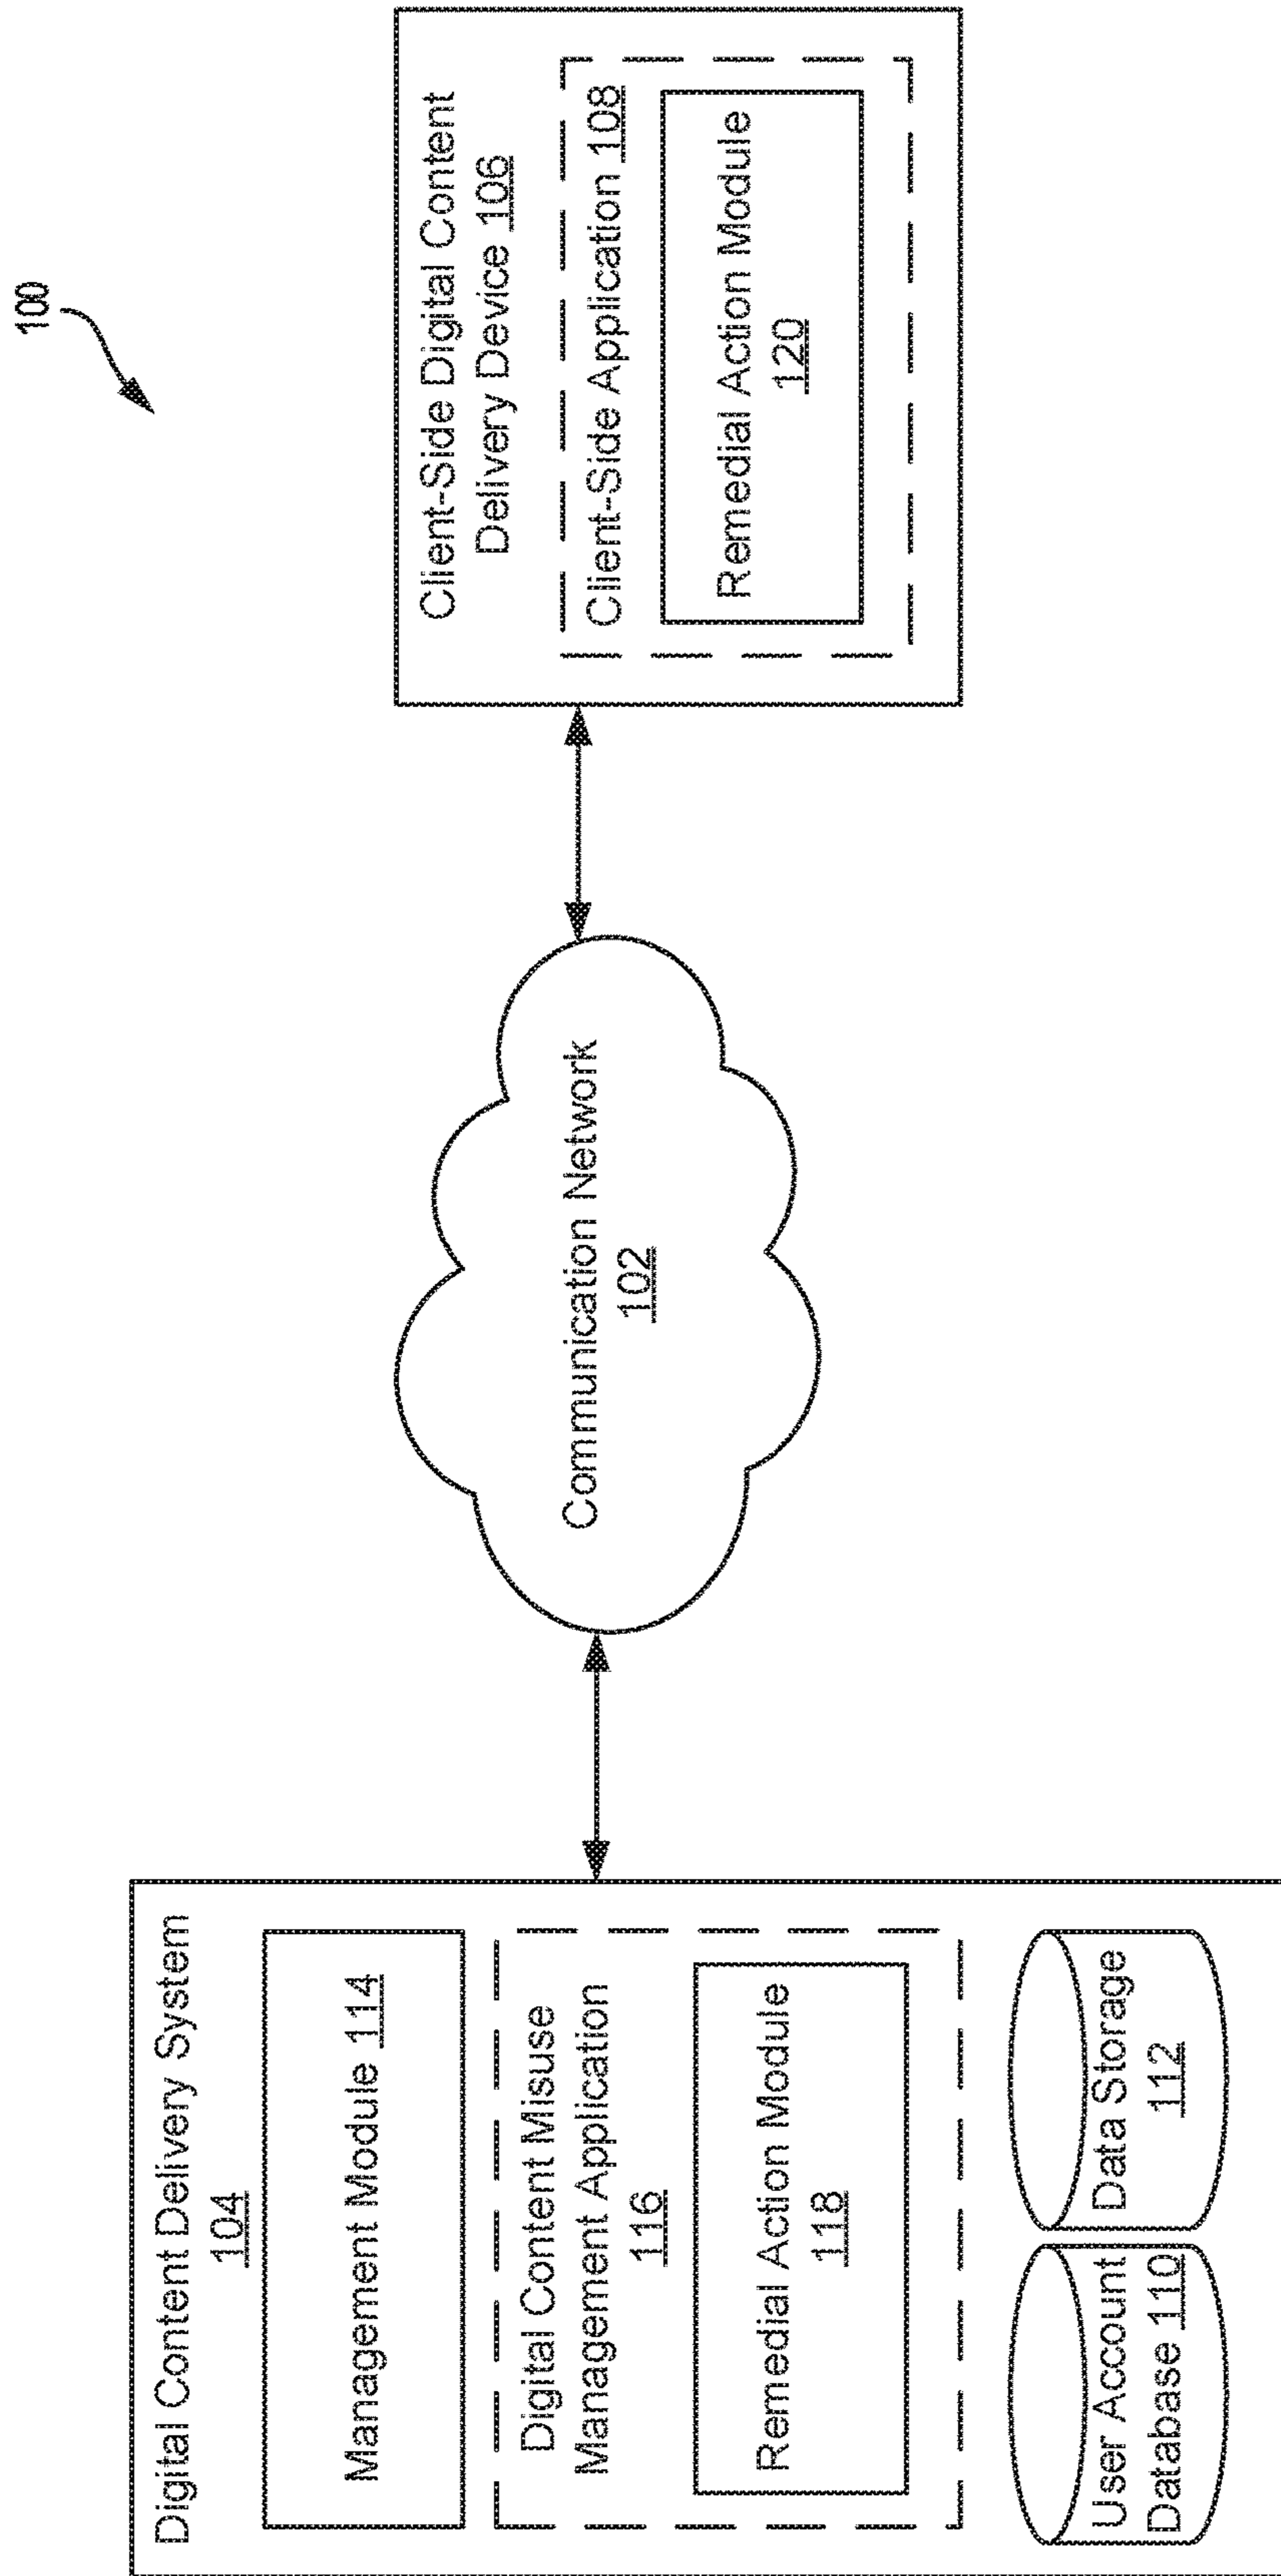 100
Digital Content Delivery System
104
Management Module 114
Digital Content Misuse
Management Application
116
Remedial Action Module
118
User Account
Database 110
Data Storage
112
Communication Network
102
Client-Side Digital Content
Delivery Device 106
Client-Side Application 108
Remedial Action Module
120